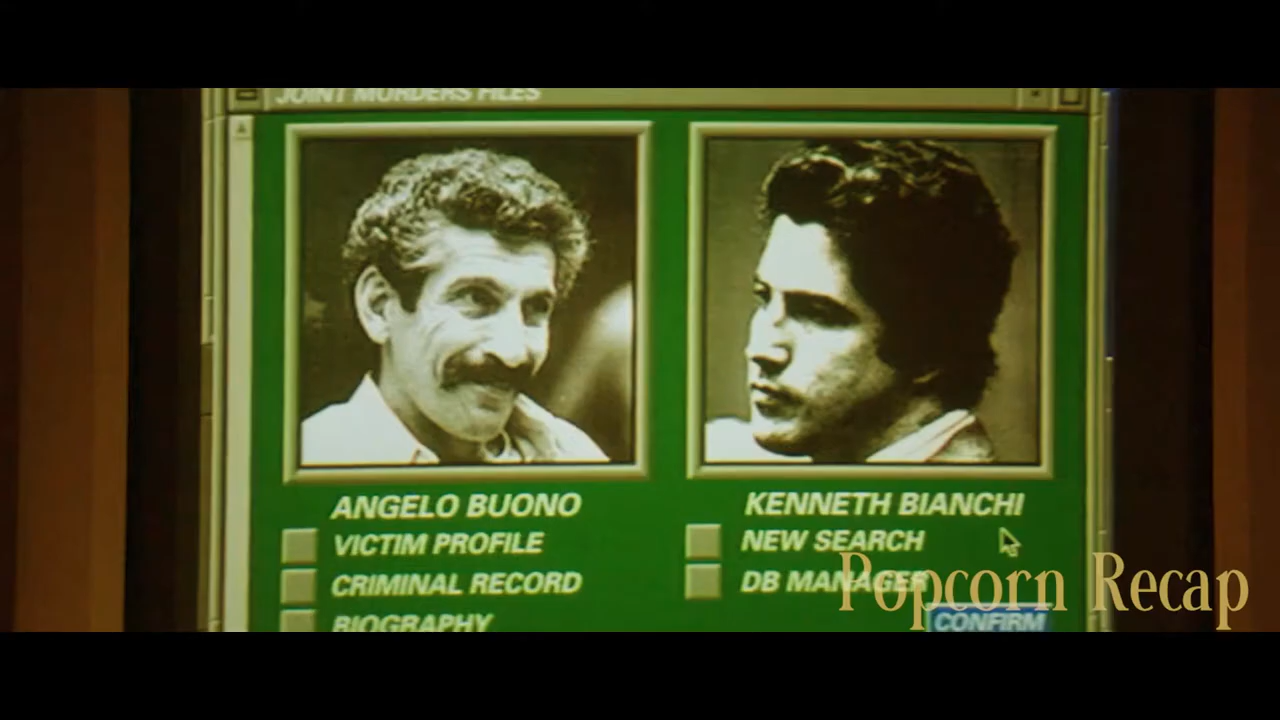 JOINT MURDERS FILES
ANGELO BUONO
KENNETH BIANCHI
VICTIM PROFILE
NEW SEARCH
CRIMINAL RECORD
DB MANAGER
BIOGRAPHY
CONFIRM
Popcorn Recap